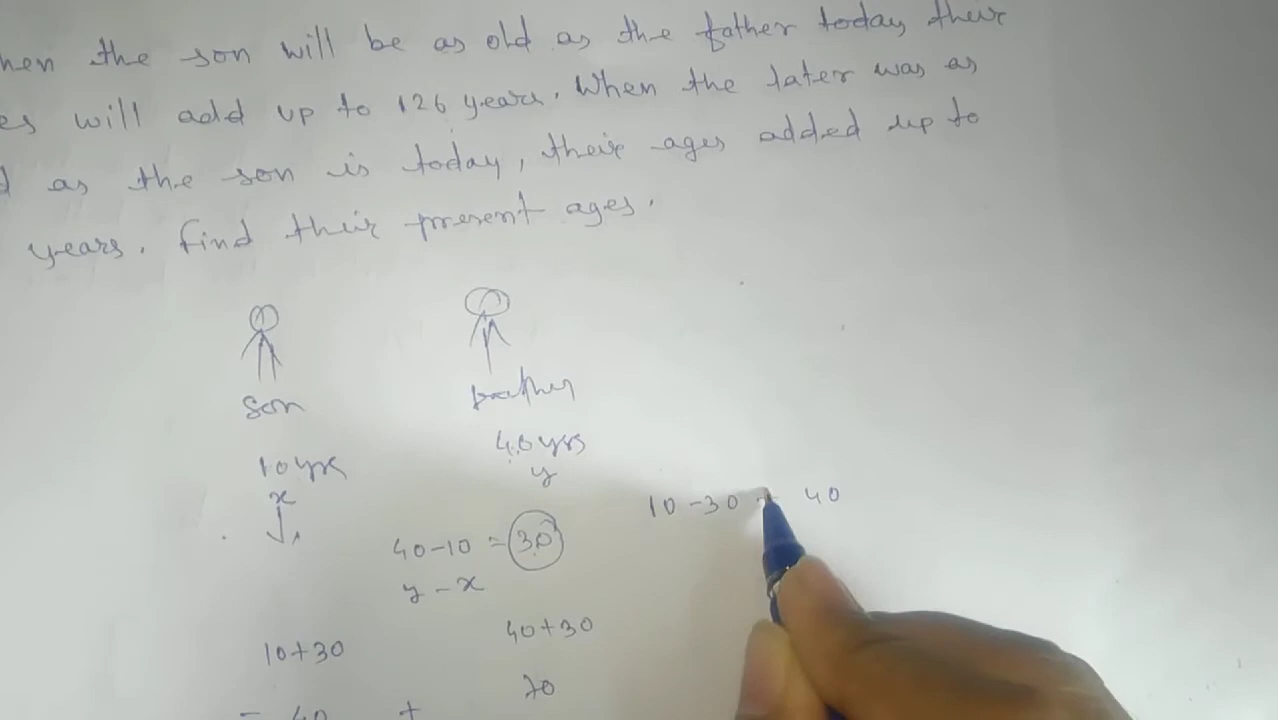 hen the son will be as old as the father today their
es will add up to 126 years. When the later was as
d as the son is today, their ages added up to
years. Find their present ages.
son
father
10 yrs
40 yrs
x
y
10 - 30 40
40 - 10 = 30
y - x
40 + 30
10 + 30
70
= 40 +